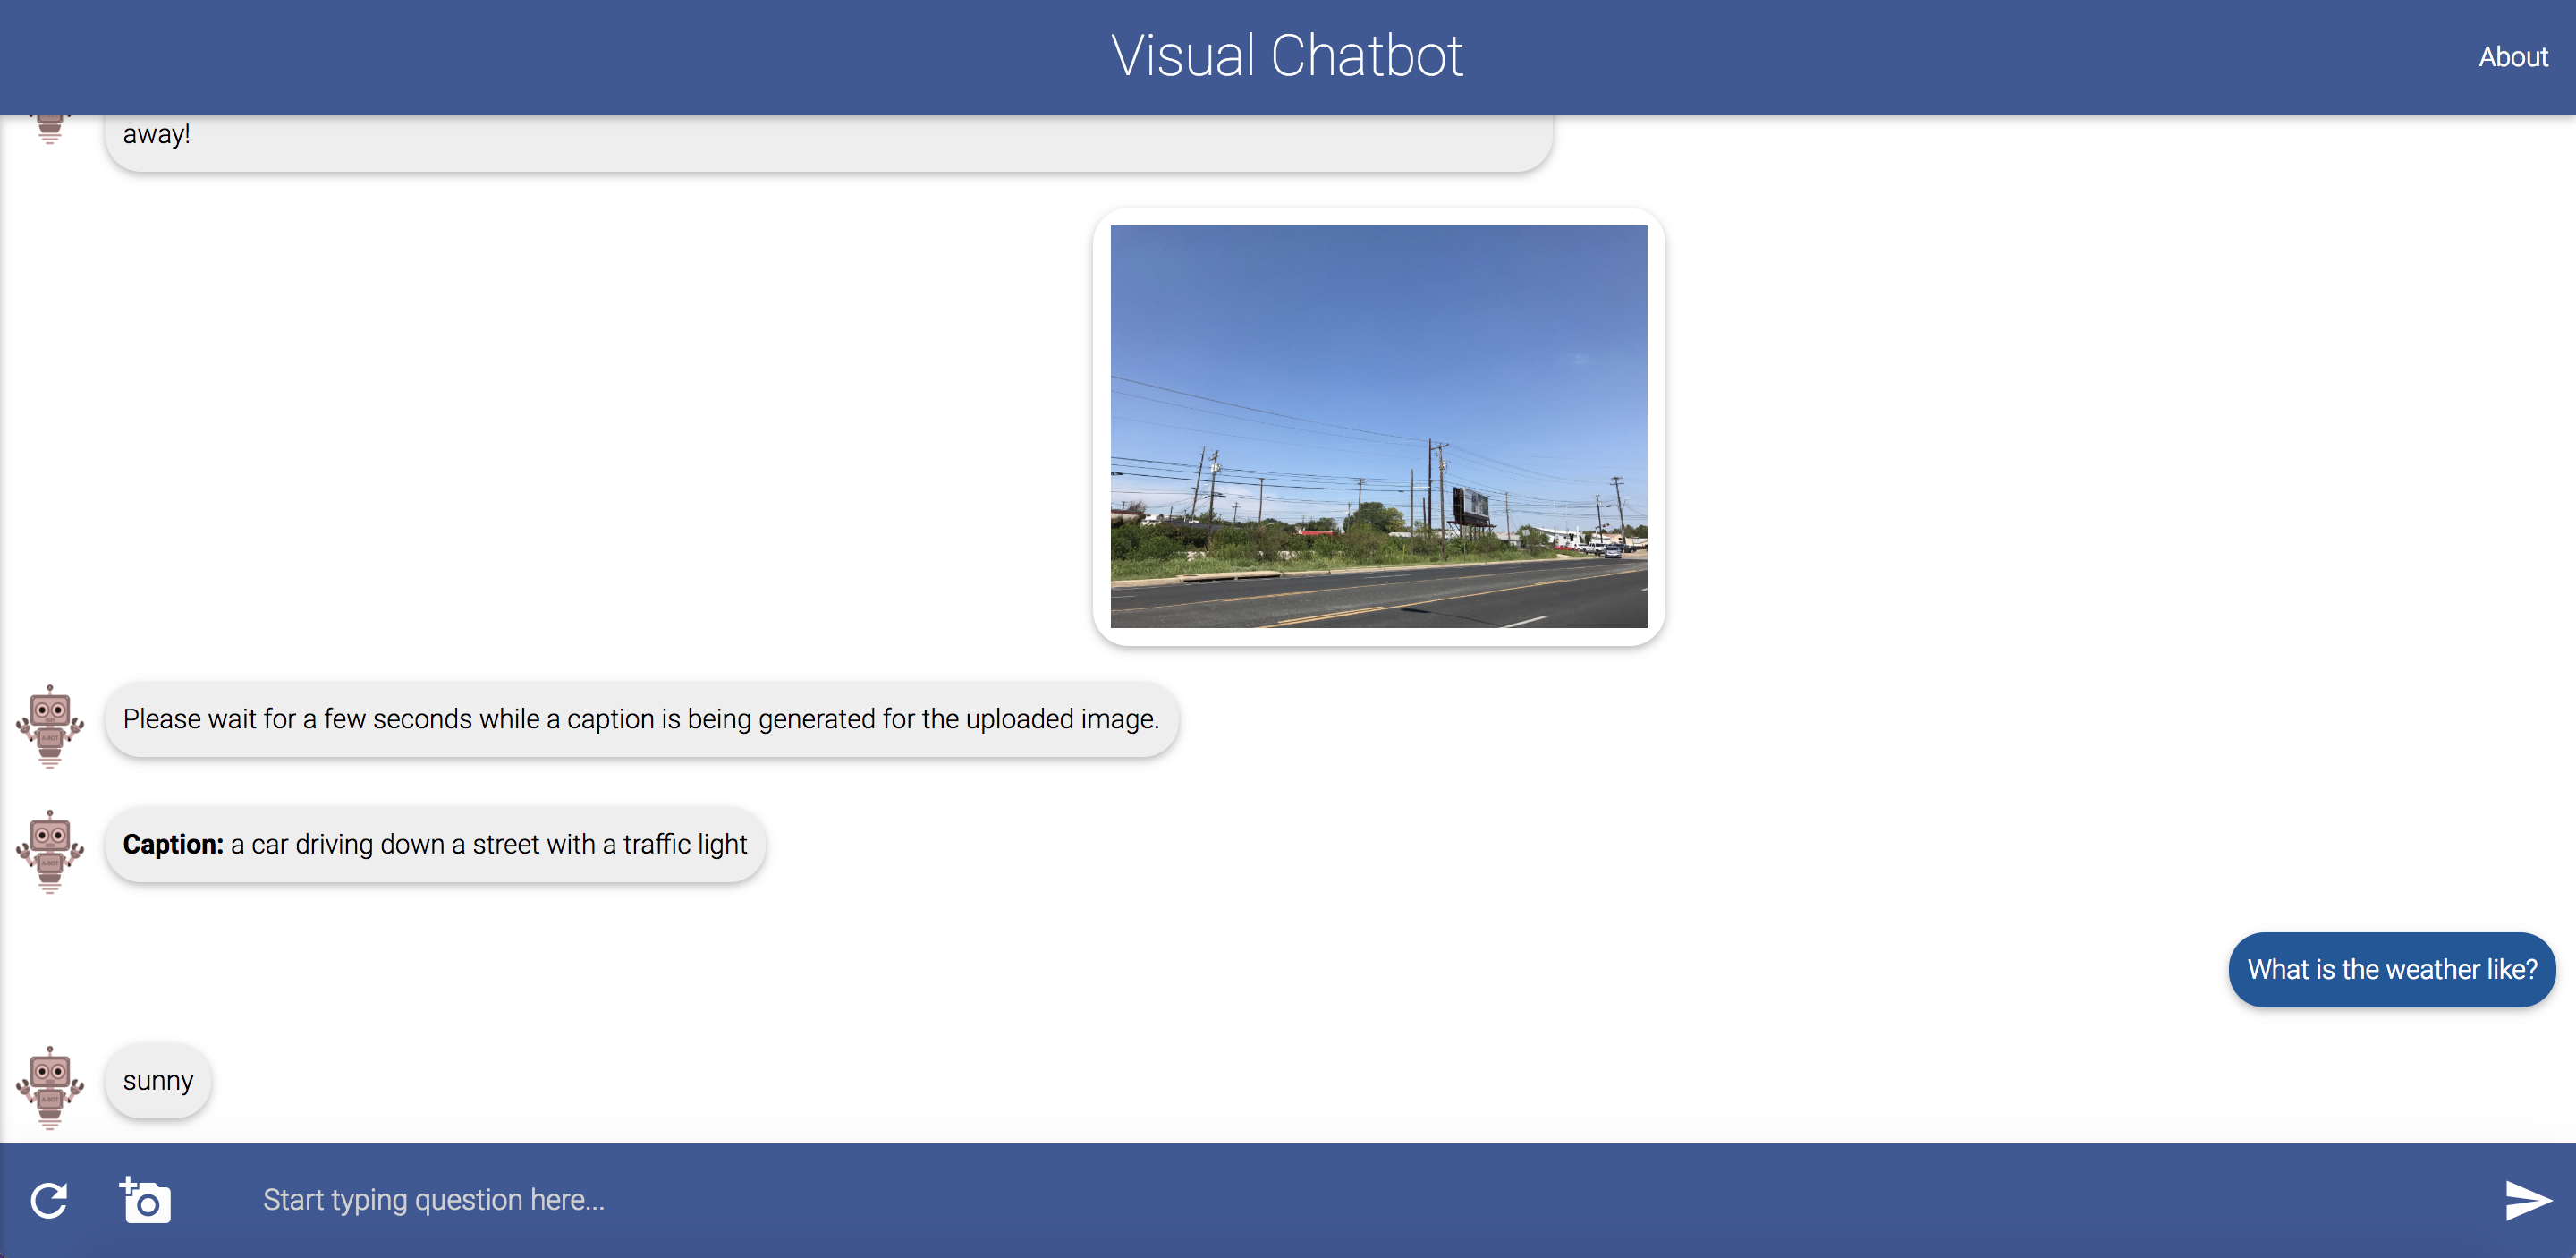 Visual Chatbot
About
away!
Please wait for a few seconds while a caption is being generated for the uploaded image.
Caption: a car driving down a street with a traffic light
What is the weather like?
sunny
Start typing question here...